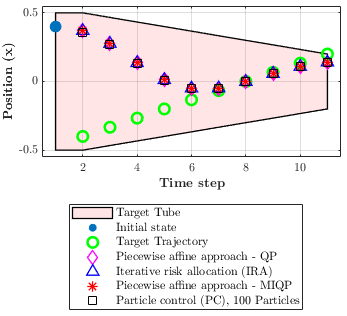 0.5
0
-0.5
Position (x)
2
4
6
8
10
Time step
Target Tube
Initial state
Target Trajectory
Piecewise affine approach - QP
Iterative risk allocation (IRA)
Piecewise affine approach - MIQP
Particle control (PC), 100 Particles